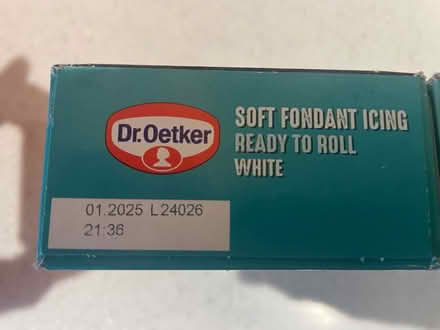 Dr.Oetker
SOFT FONDANT ICING
READY TO ROLL
WHITE
01.2025 L24026
21:36